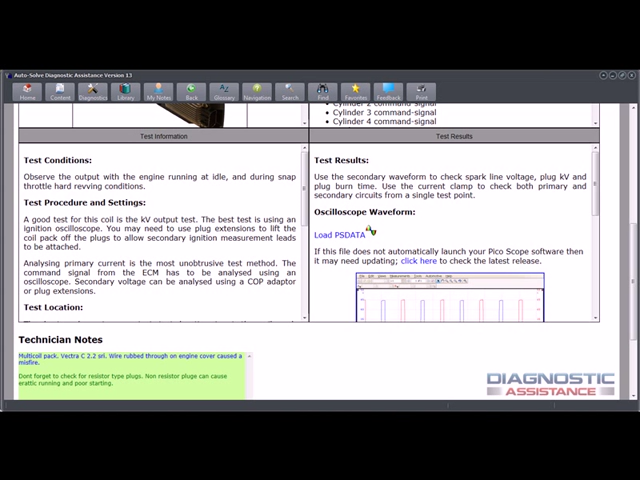 Auto-Solve Diagnostic Assistance Version 13
Home
Content
Diagnostics
Library
My Notes
Back
Glossary
Navigation
Search
Find
Favorites
Feedback
Print
• Cylinder 2 command-signal
• Cylinder 3 command-signal
• Cylinder 4 command-signal
Test Information
Test Results
Test Conditions:
Observe the output with the engine running at idle, and during snap
throttle hard revving conditions.
Test Procedure and Settings:
A good test for this coil is the kV output test. The best test is using an
ignition oscilloscope. You may need to use plug extensions to lift the
coil pack off the plugs to allow secondary ignition measurement leads
to be attached.
Analysing primary current is the most unobtrusive test method. The
command signal from the ECM has to be analysed using an
oscilloscope. Secondary voltage can be analysed using a COP adaptor
or plug extensions.
Test Location:
Test Results:
Use the secondary waveform to check spark line voltage, plug kV and
plug burn time. Use the current clamp to check both primary and
secondary circuits from a single test point.
Oscilloscope Waveform:
Load PSDATA
If this file does not automatically launch your Pico Scope software then
it may need updating; click here to check the latest release.
Technician Notes
Multicoil pack. Vectra C 2.2 sri. Wire rubbed through on engine cover caused a
misfire.
Dont forget to check for resistor type plugs. Non resistor pluge can cause
erattic running and poor starting.
DIAGNOSTIC
ASSISTANCE